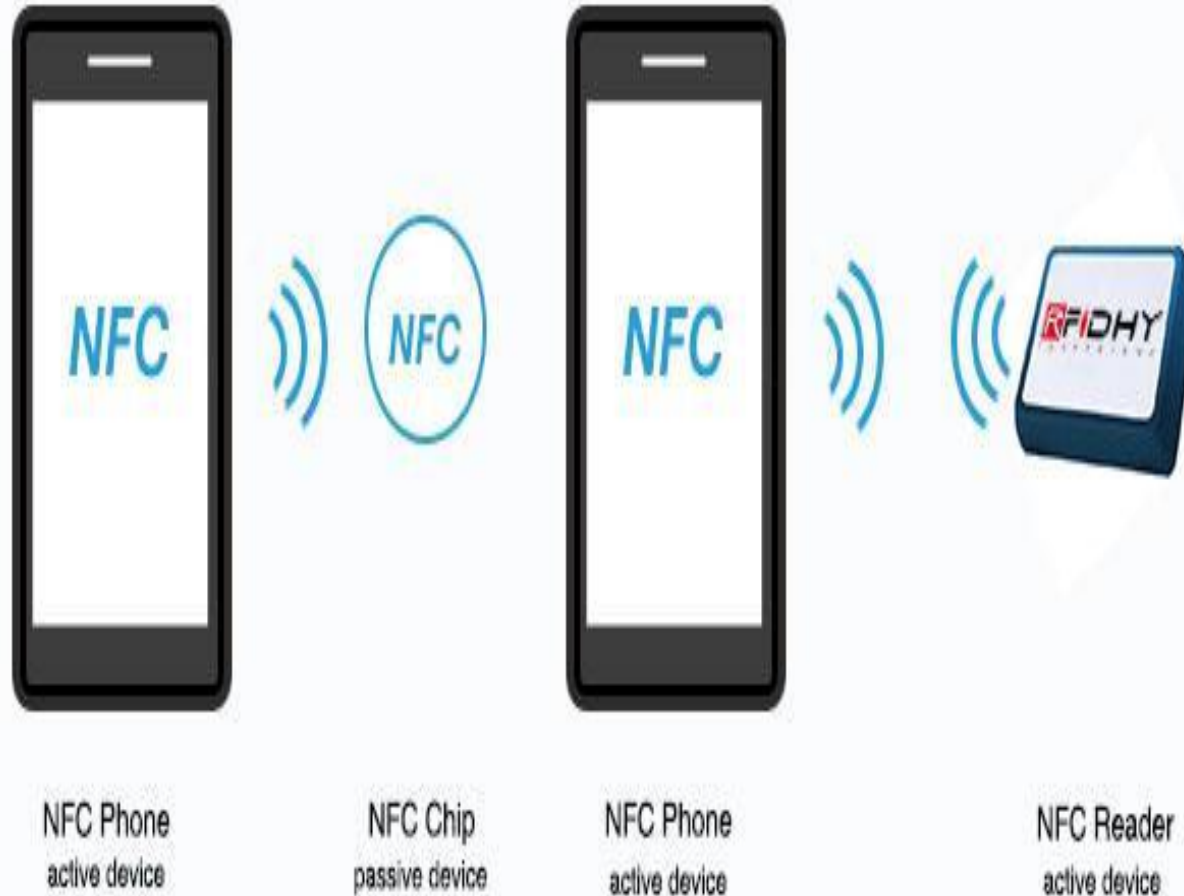 NFC
NFC
NFC
RFIDHY
NFC Phone
active device
NFC Chip
passive device
NFC Phone
active device
NFC Reader
active device